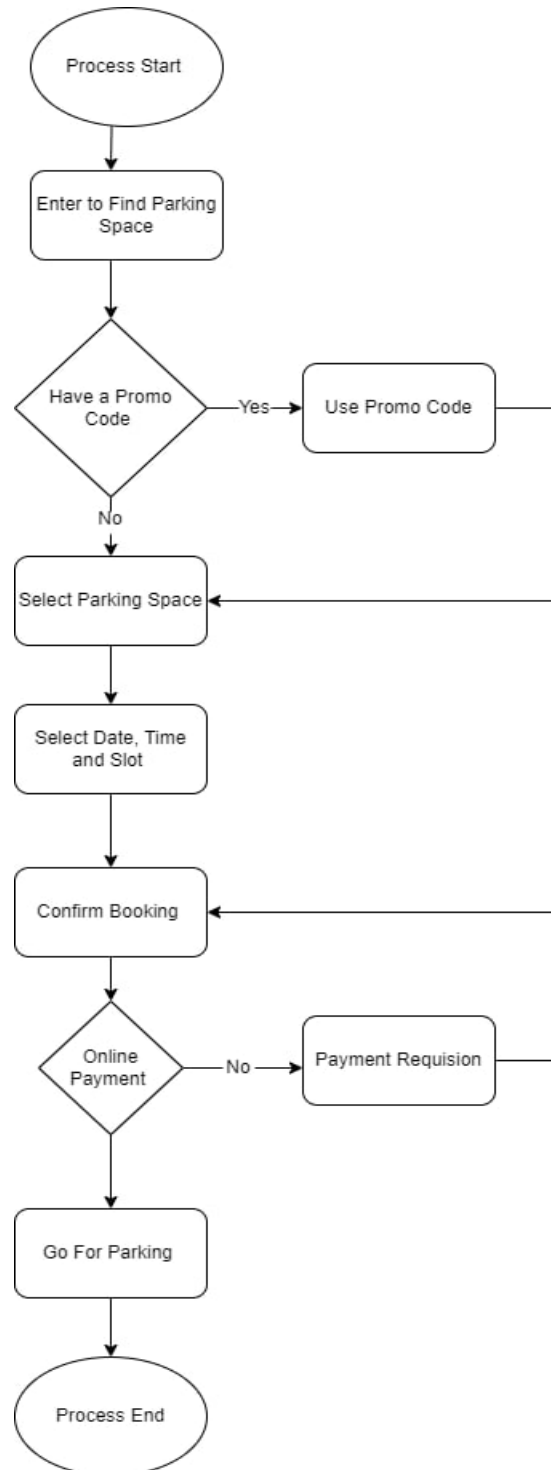 Process Start
Enter to Find Parking
Space
Have a Promo
Code
Yes
Use Promo Code
No
Select Parking Space
Select Date, Time
and Slot
Confirm Booking
Online
Payment
No
Payment Requision
Go For Parking
Process End